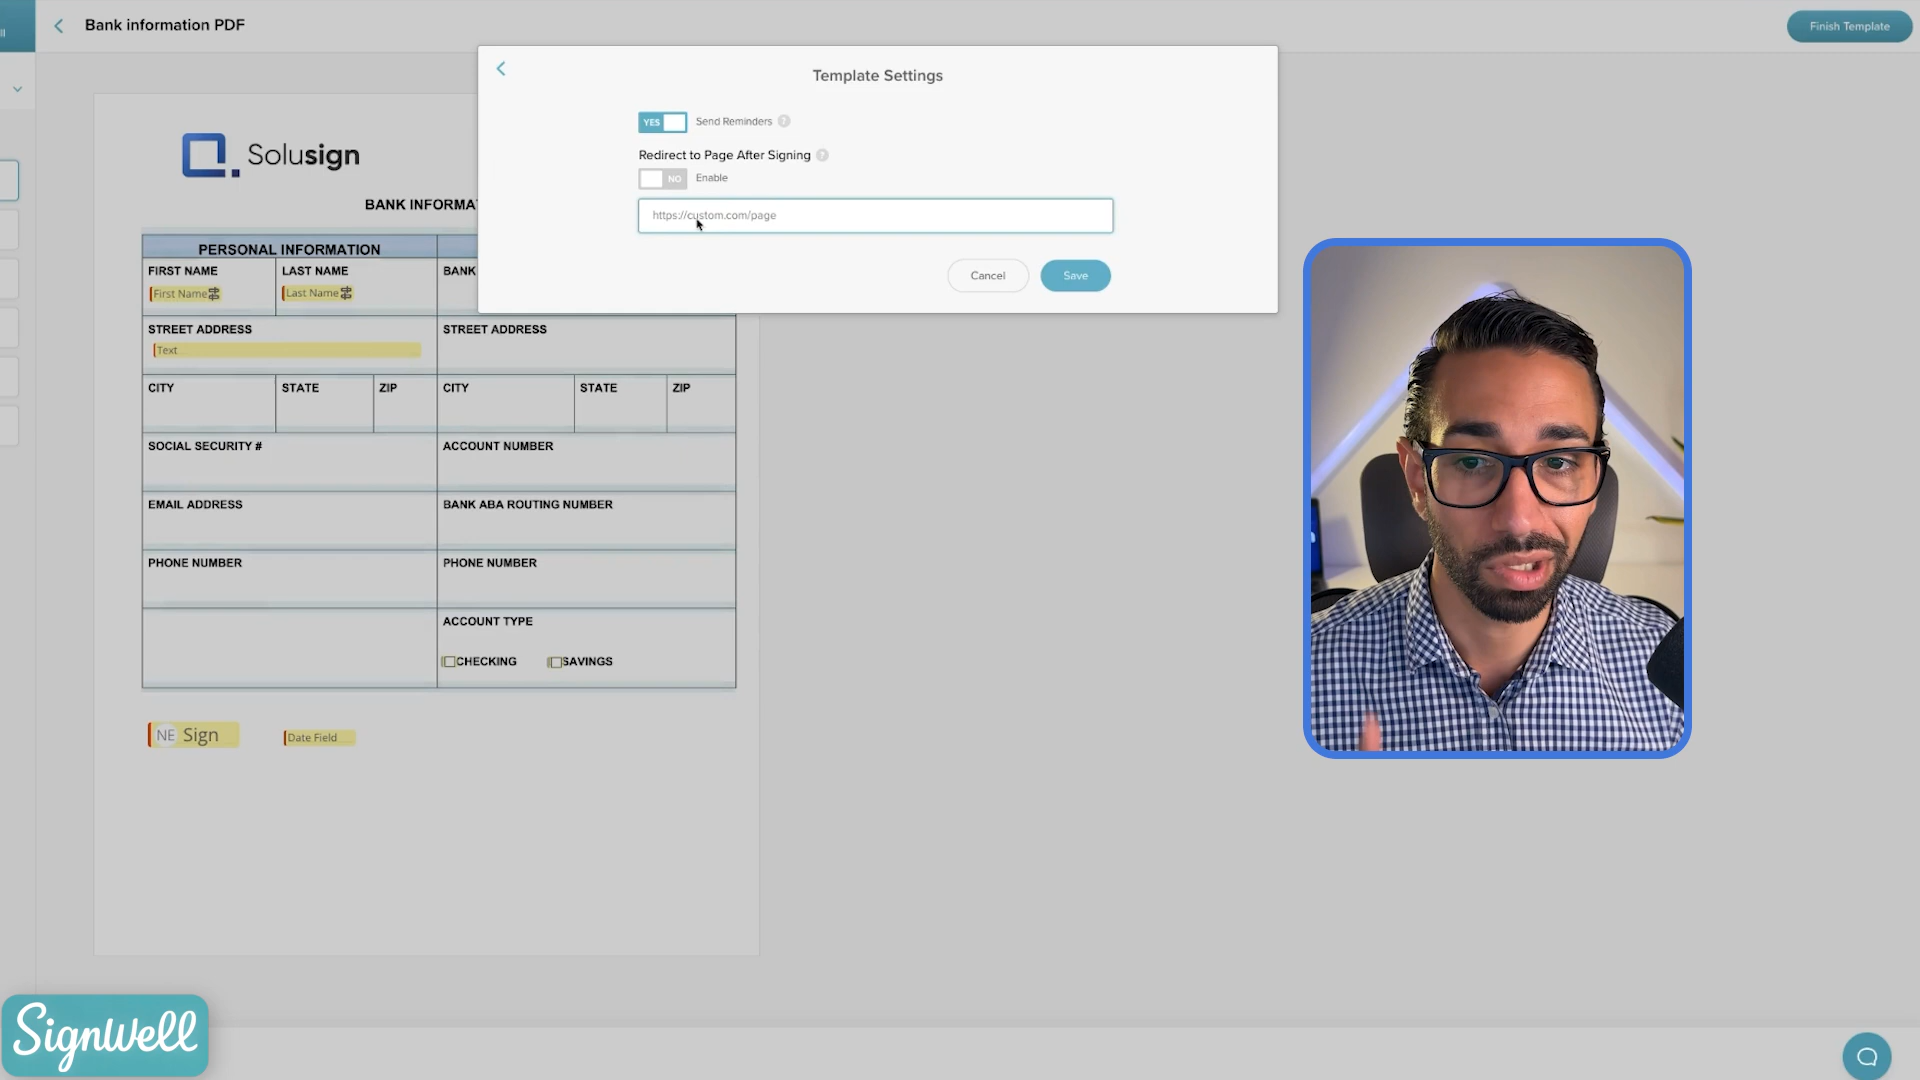 ll
Bank information PDF
Finish Template
Template Settings
YES Send Reminders ?
Redirect to Page After Signing ?
NO Enable
https://custom.com/page
Cancel Save
Solusign
BANK INFORMA
PERSONAL INFORMATION
FIRST NAME LAST NAME BANK
First Name Last Name
STREET ADDRESS STREET ADDRESS
Text
CITY STATE ZIP CITY STATE ZIP
SOCIAL SECURITY # ACCOUNT NUMBER
EMAIL ADDRESS BANK ABA ROUTING NUMBER
PHONE NUMBER PHONE NUMBER
ACCOUNT TYPE
CHECKING SAVINGS
NE Sign Date Field
SignWell